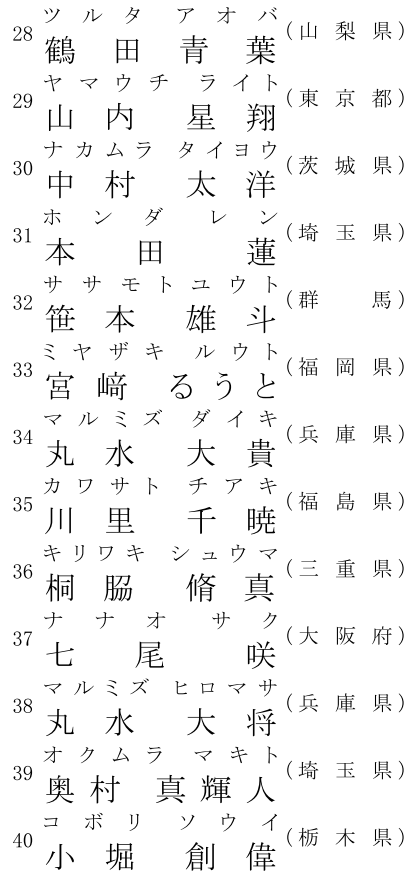 ツルタ アオバ
28 鶴田 青葉 (山梨県)
ヤマウチ ライト
29 山内 星翔 (東京都)
ナカムラ タイヨウ
30 中村 太洋 (茨城県)
ホンダ レン
31 本田 蓮 (埼玉県)
ササモト ユウト
32 笹本 雄斗 (群馬)
ミヤザキ ルウト
33 宮﨑 るうと (福岡県)
マルミズ ダイキ
34 丸水 大貴 (兵庫県)
カワサト チアキ
35 川里 千暁 (福島県)
キリワキ シュウマ
36 桐脇 脩真 (三重県)
ナナオ サク
37 七尾 咲 (大阪府)
マルミズ ヒロマサ
38 丸水 大将 (兵庫県)
オクムラ マキト
39 奥村 真輝人 (埼玉県)
コボリ ソウイ
40 小堀 創偉 (栃木県)